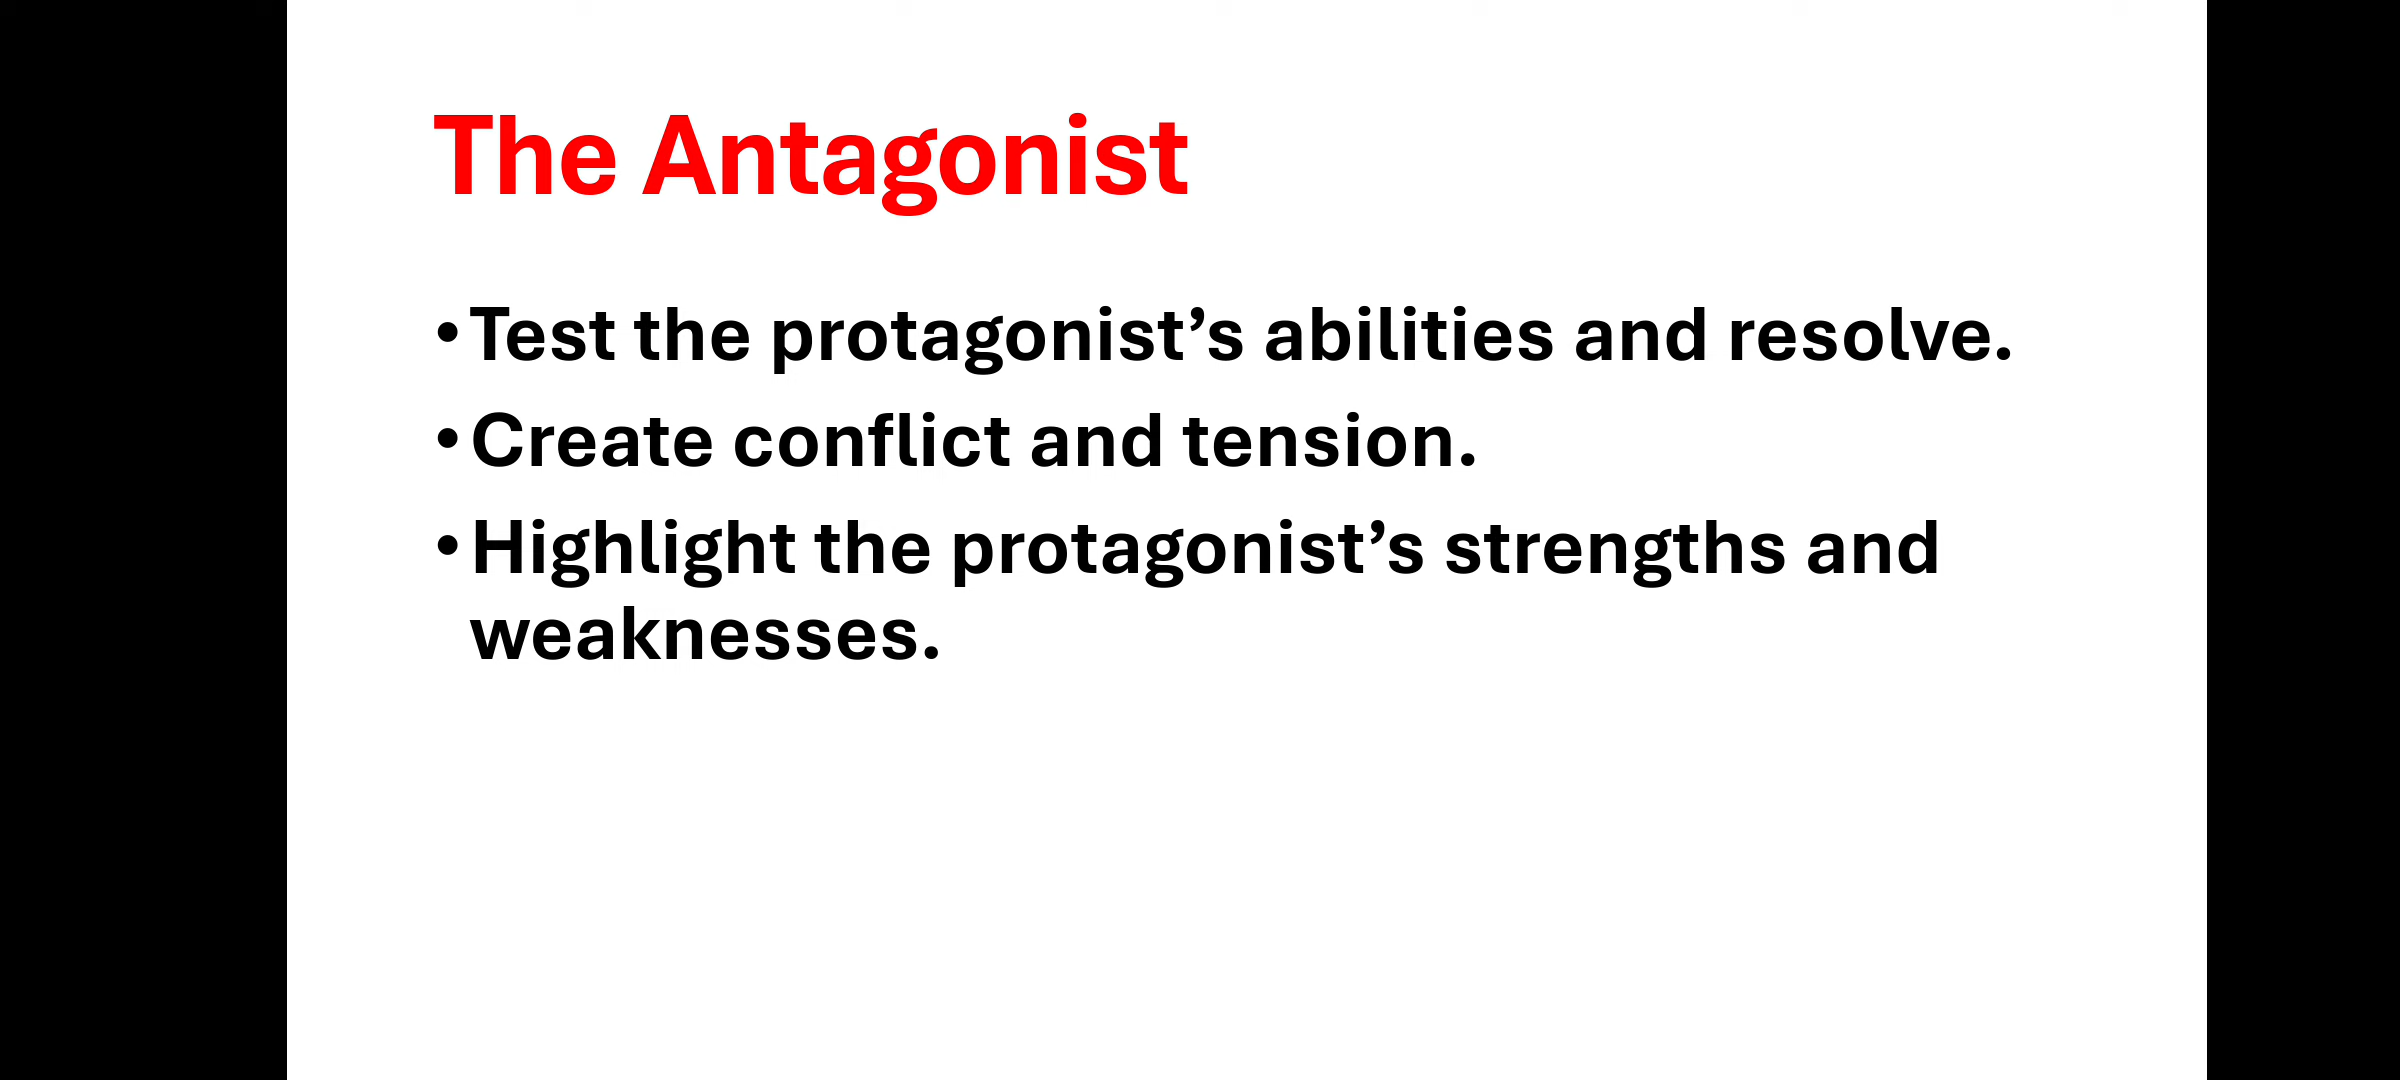 The Antagonist
•Test the protagonist’s abilities and resolve.
•Create conflict and tension.
•Highlight the protagonist’s strengths and
weaknesses.